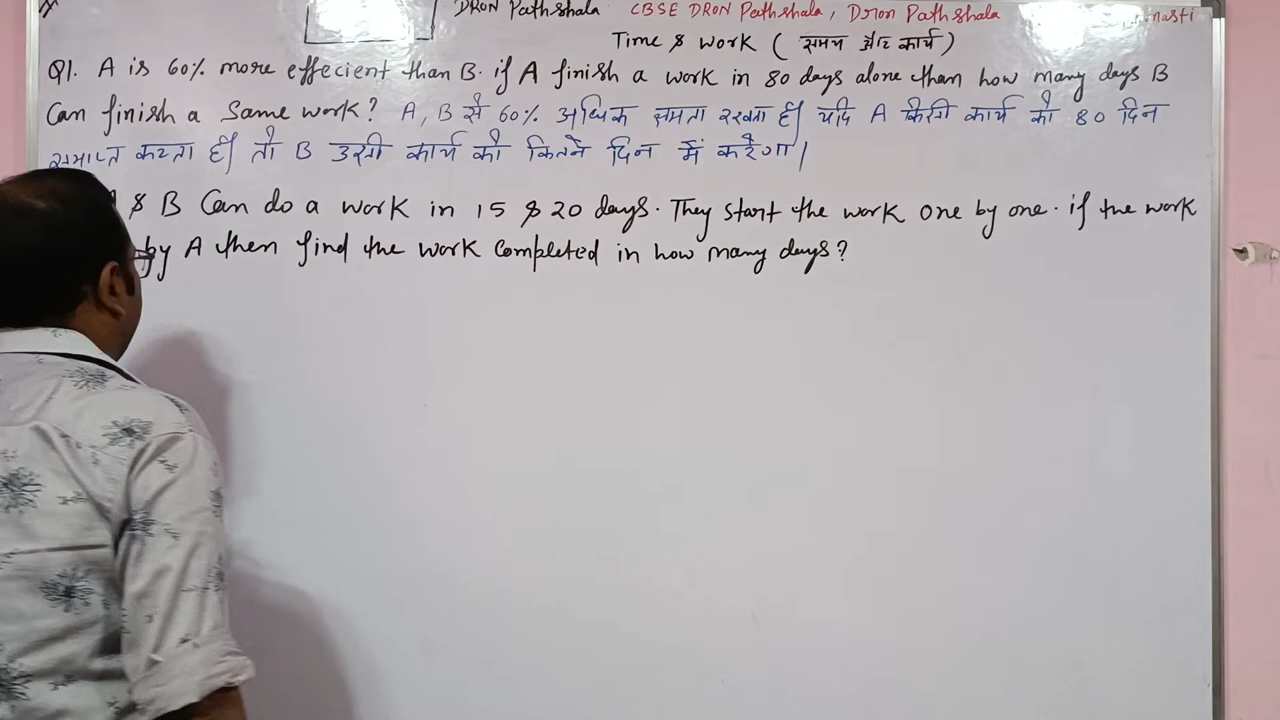 DRON Pathshala CBSE DRON Pathshala, Dron Pathshala
Time & work ( समय और कार्य )
Q1. A is 60% more effecient than B. if A finish a work in 80 days alone than how many days B
Can finish a Same work? A, B से 60% अधिक क्षमता रखता है। यदि A किसी कार्य को 80 दिन
समाप्त करता है। तो B उसी कार्य को कितने दिन में करेगा।
& B Can do a work in 15 & 20 days. They start the work one by one. if the work
by A then find the work completed in how many days?